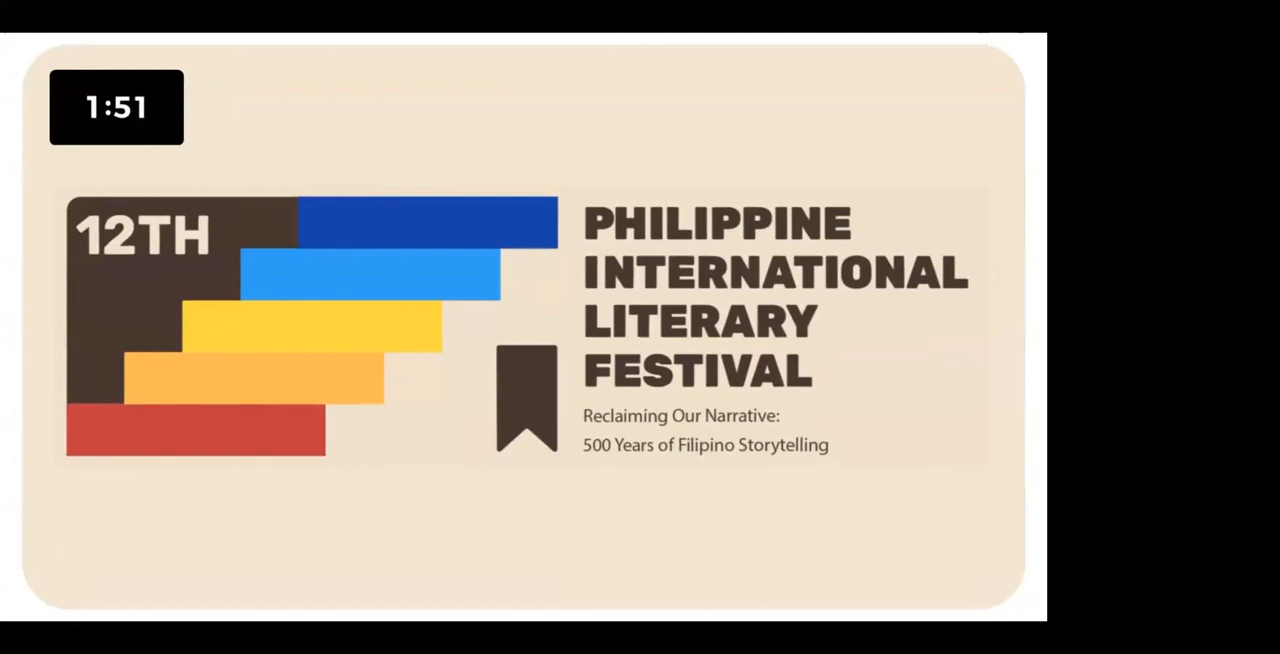 1:51
12TH
PHILIPPINE
INTERNATIONAL
LITERARY
FESTIVAL
Reclaiming Our Narrative:
500 Years of Filipino Storytelling